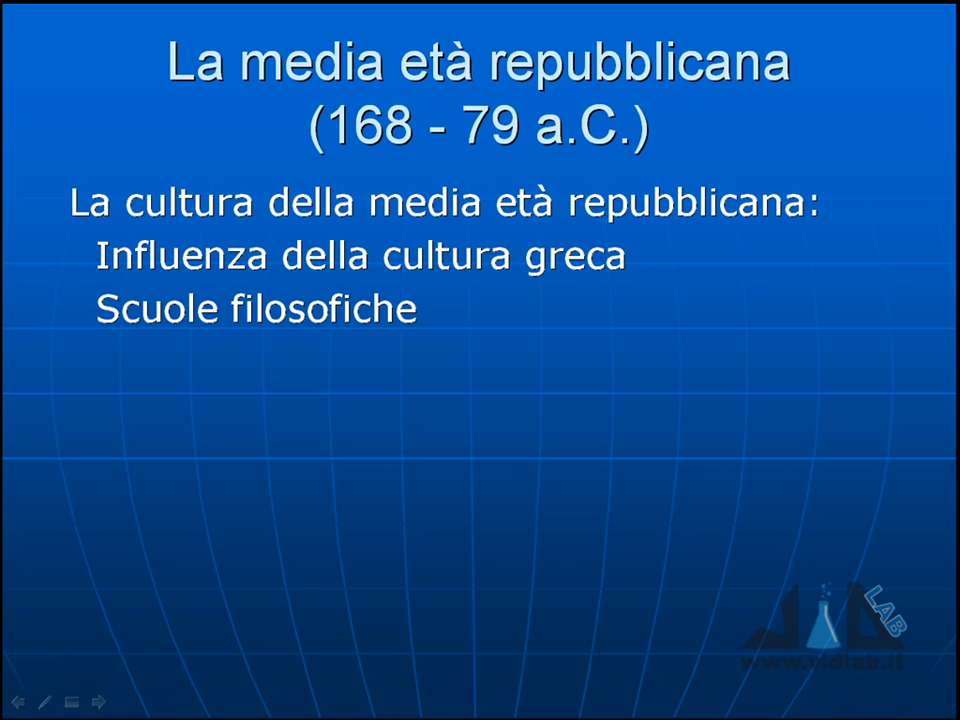 La media età repubblicana
(168 - 79 a.C.)
La cultura della media età repubblicana:
Influenza della cultura greca
Scuole filosofiche
LAB
www.vidlab.it